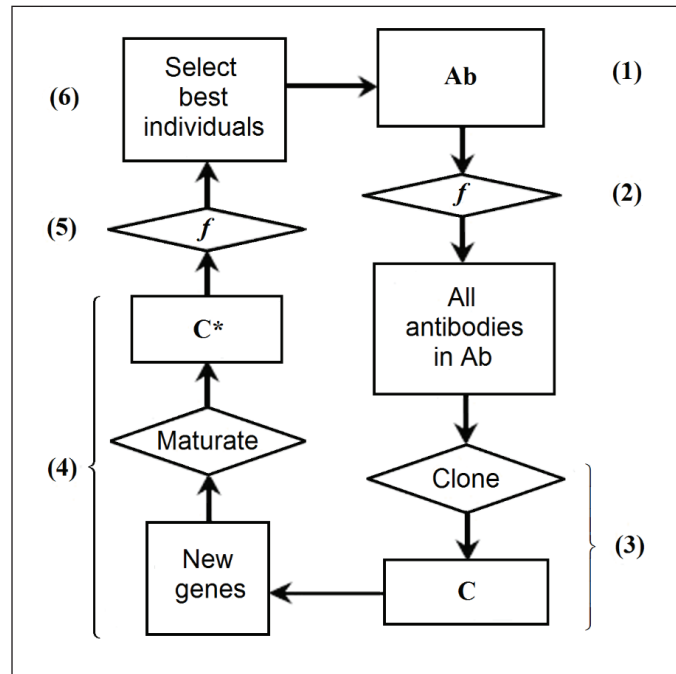 (1)
Ab
(2)
f
All
antibodies
in Ab
Clone
(3)
C
New
genes
(4)
Maturate
C*
(5)
f
(6)
Select
best
individuals